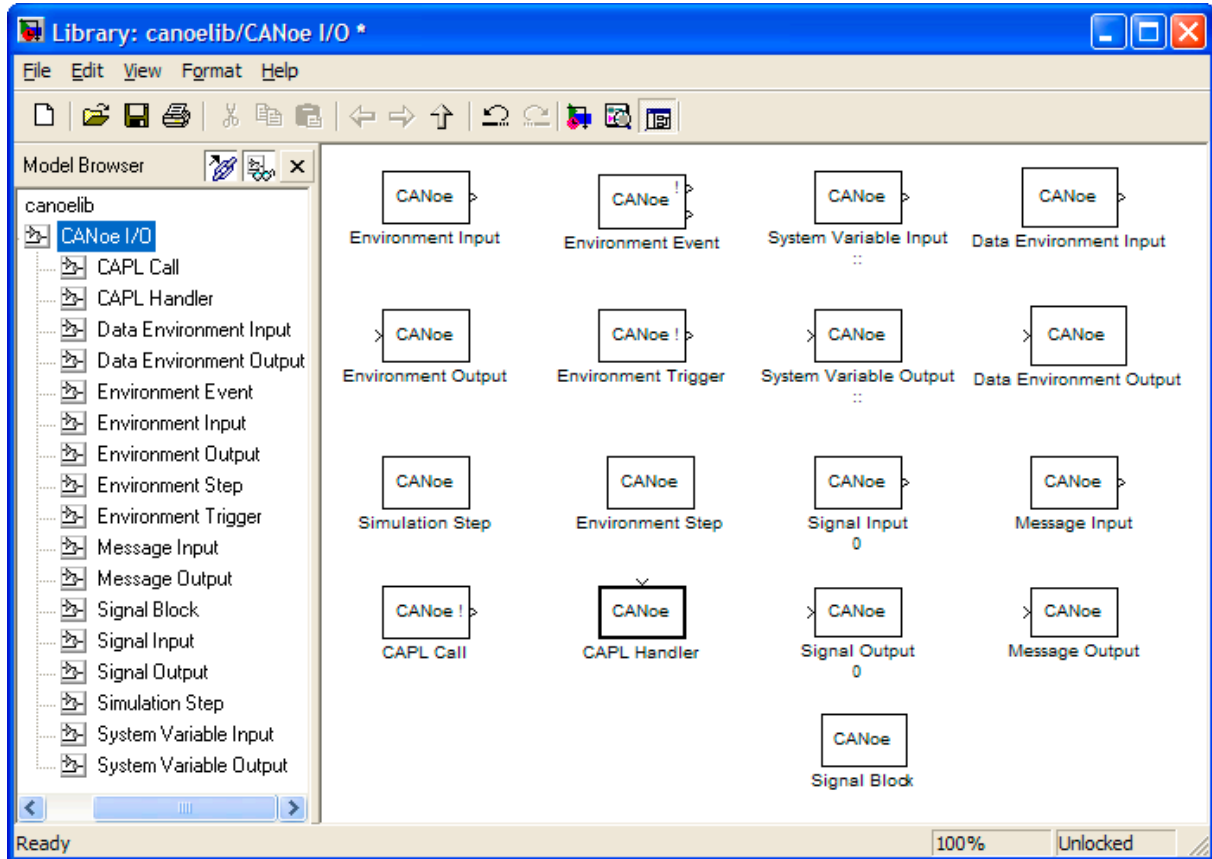 Library: canoelib/CANoe I/O *
File Edit View Format Help
Model Browser
canoelib
CANoe I/O
CAPL Call
CAPL Handler
Data Environment Input
Data Environment Output
Environment Event
Environment Input
Environment Output
Environment Step
Environment Trigger
Message Input
Message Output
Signal Block
Signal Input
Signal Output
Simulation Step
System Variable Input
System Variable Output
CANoe CANoe ! CANoe CANoe
Environment Input Environment Event System Variable Input Data Environment Input
::
CANoe CANoe ! CANoe CANoe
Environment Output Environment Trigger System Variable Output Data Environment Output
::
CANoe CANoe CANoe CANoe
Simulation Step Environment Step Signal Input Message Input
0
CANoe ! CANoe CANoe CANoe
CAPL Call CAPL Handler Signal Output Message Output
0
CANoe
Signal Block
Ready 100% Unlocked